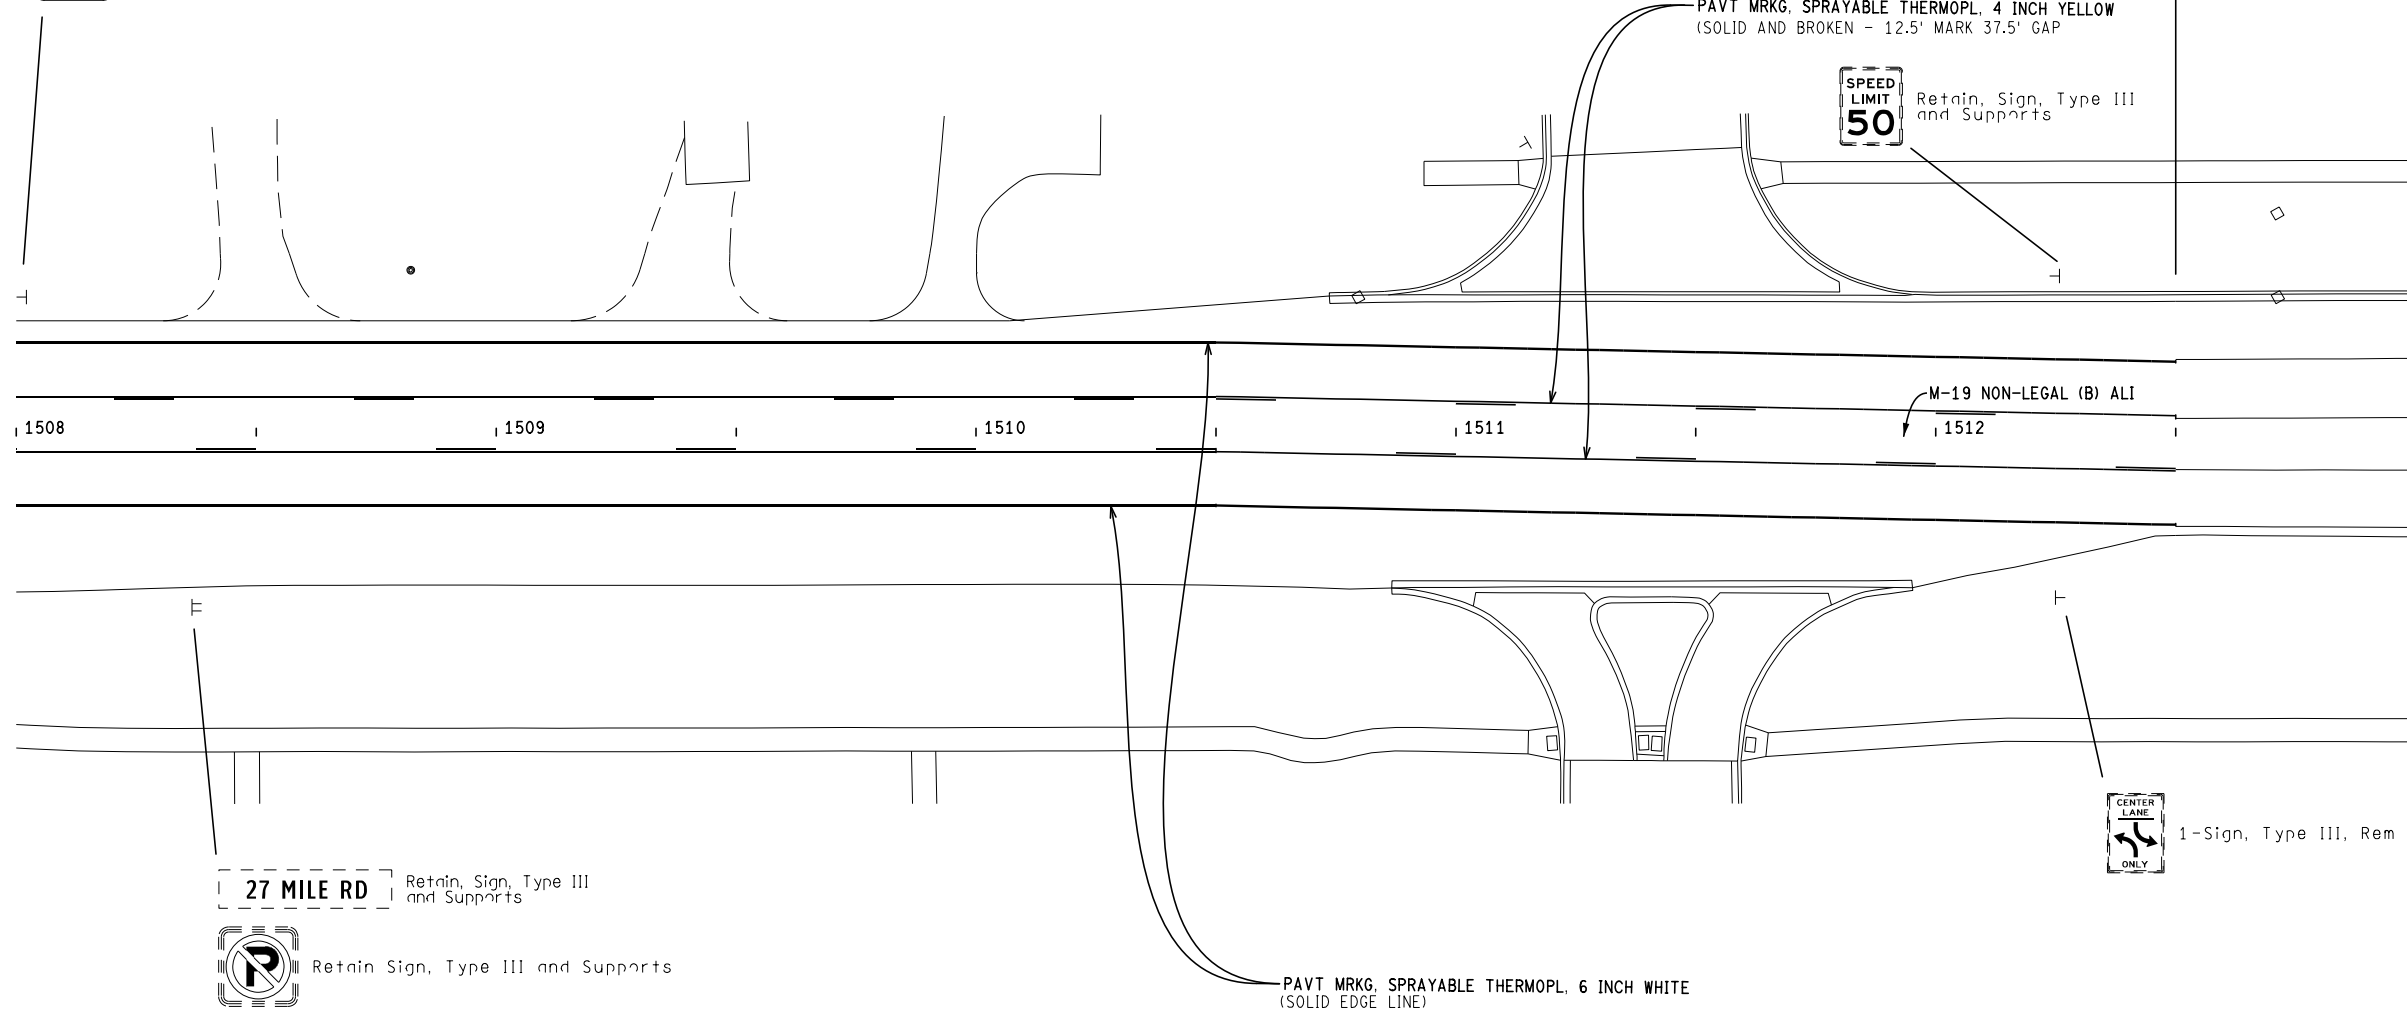 PAVT MRKG, SPRAYABLE THERMOPL, 4 INCH YELLOW
(SOLID AND BROKEN - 12.5' MARK 37.5' GAP
SPEED
LIMIT
50
Retain, Sign, Type III
and Supports
M-19 NON-LEGAL (B) ALI
1508
1509
1510
1511
1512
CENTER
LANE
ONLY
1-Sign, Type III, Rem
27 MILE RD
Retain, Sign, Type III
and Supports
P
Retain Sign, Type III and Supports
PAVT MRKG, SPRAYABLE THERMOPL, 6 INCH WHITE
(SOLID EDGE LINE)